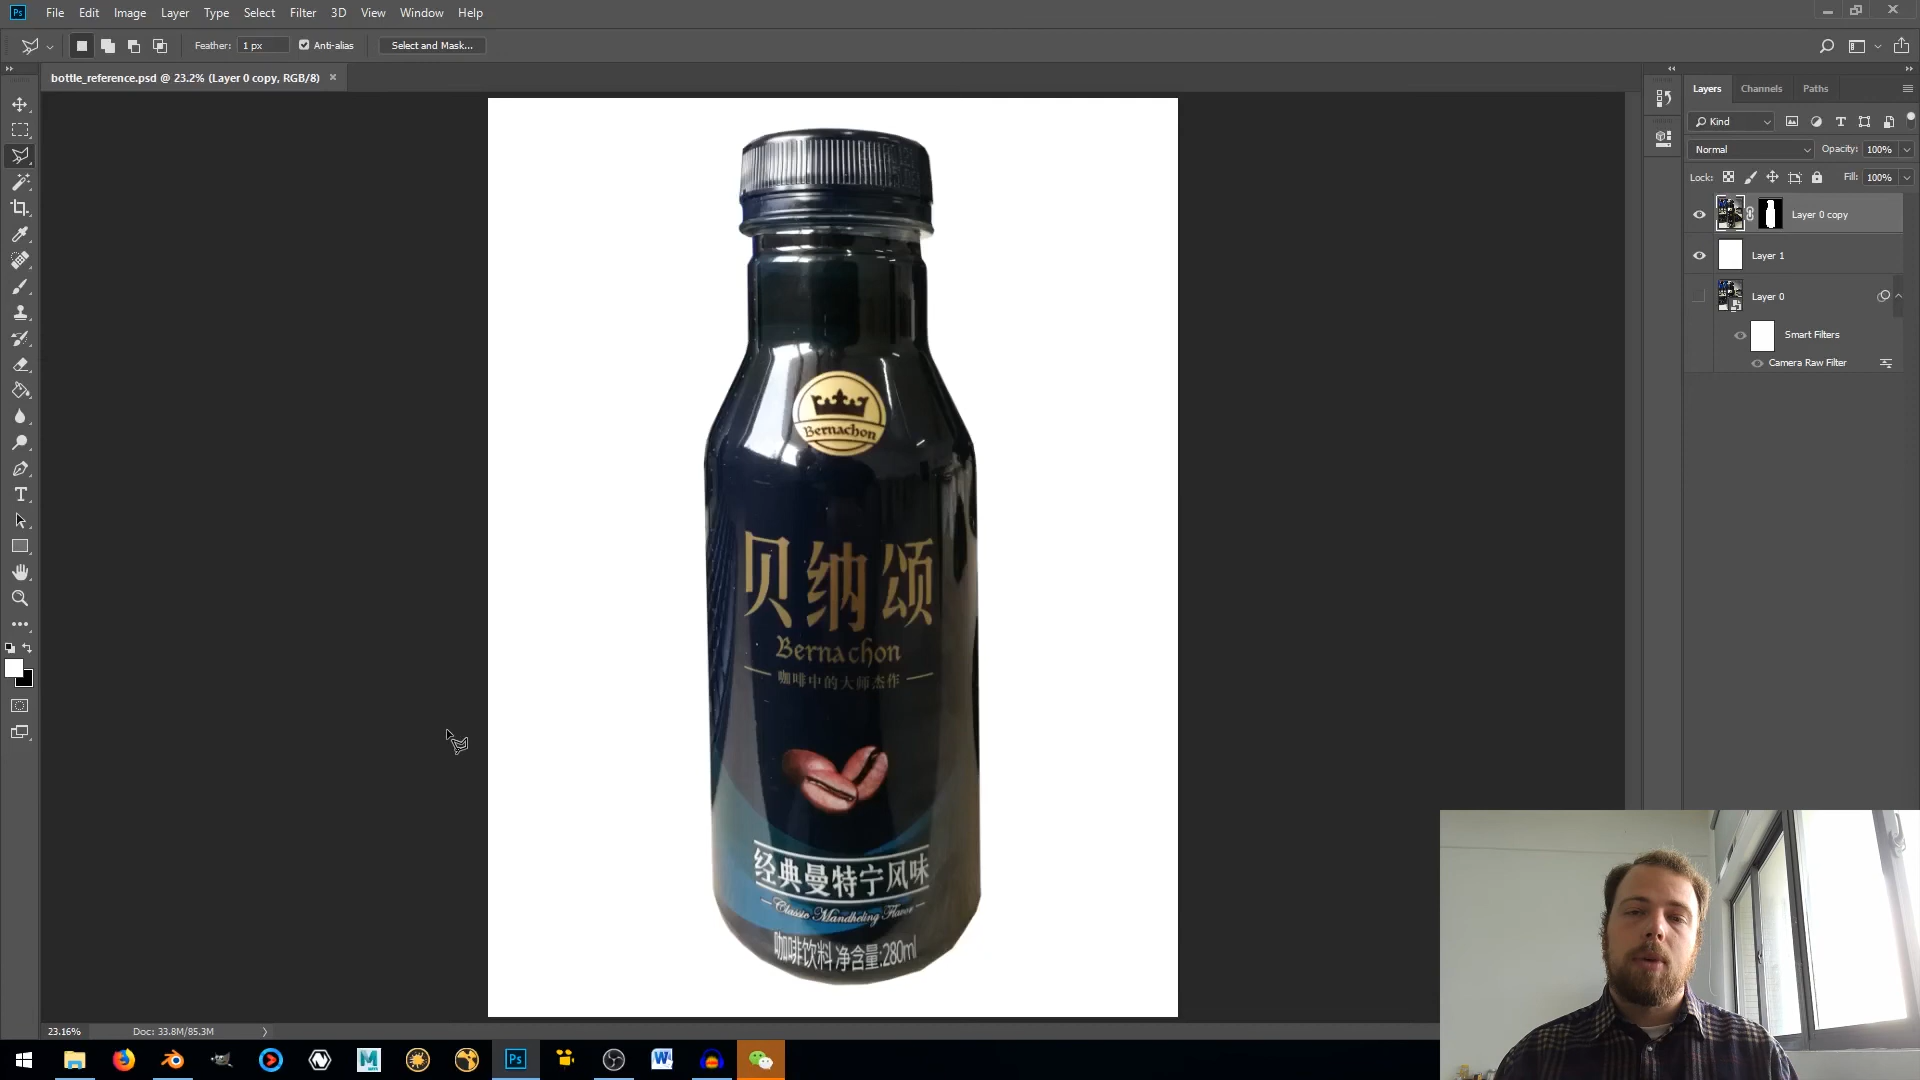 Ps File Edit Image Layer Type Select Filter 3D View Window Help
Feather: 1 px Anti-alias Select and Mask...
bottle_reference.psd @ 23.2% (Layer 0 copy, RGB/8) ×
Layers Channels Paths
Kind
Normal Opacity: 100%
Lock: Fill: 100%
Layer 0 copy
Layer 1
Layer 0
Smart Filters
Camera Raw Filter
Bernachon
贝纳颂
Bernachon
咖啡中的大师杰作
经典曼特宁风味
Classic Mandheling Flavor
咖啡饮料 净含量:280ml
23.16% Doc: 33.8M/85.3M
Ps